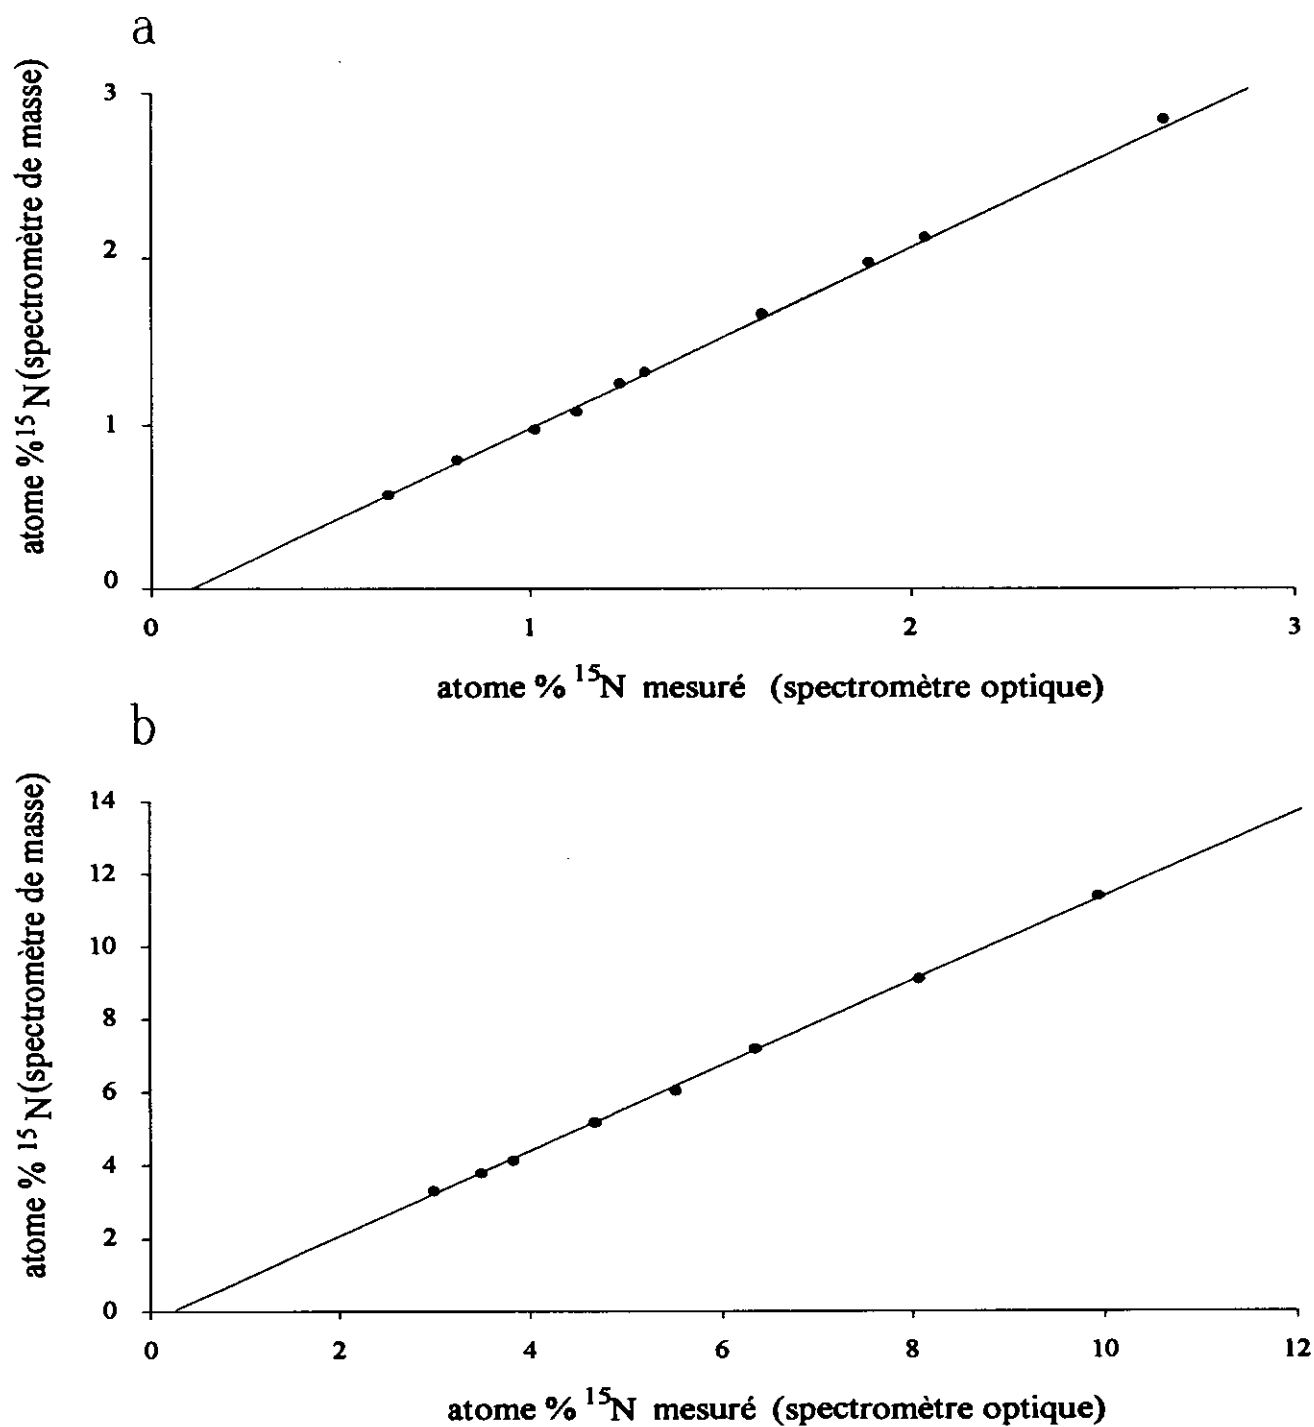 a
atome %15N(spectromètre de masse)
3
2
1
0
0 1 2 3
atome % 15N mesuré (spectromètre optique)
b
atome % 15N(spectromètre de masse)
14
12
10
8
6
4
2
0
0 2 4 6 8 10 12
atome % 15N mesuré (spectromètre optique)